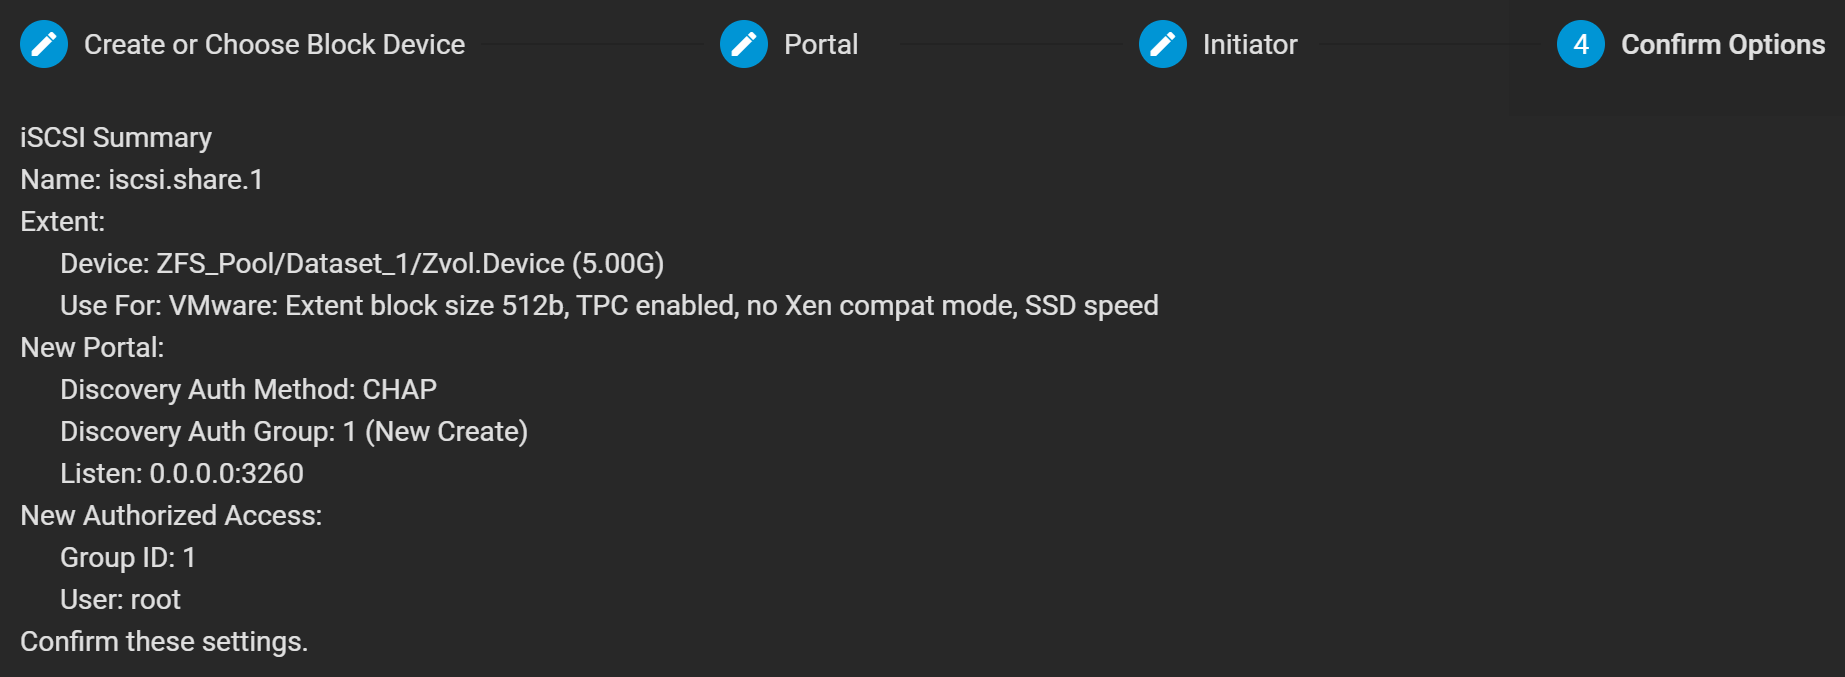 Create or Choose Block Device
Portal
Initiator
4 Confirm Options
iSCSI Summary
Name: iscsi.share.1
Extent:
Device: ZFS_Pool/Dataset_1/Zvol.Device (5.00G)
Use For: VMware: Extent block size 512b, TPC enabled, no Xen compat mode, SSD speed
New Portal:
Discovery Auth Method: CHAP
Discovery Auth Group: 1 (New Create)
Listen: 0.0.0.0:3260
New Authorized Access:
Group ID: 1
User: root
Confirm these settings.